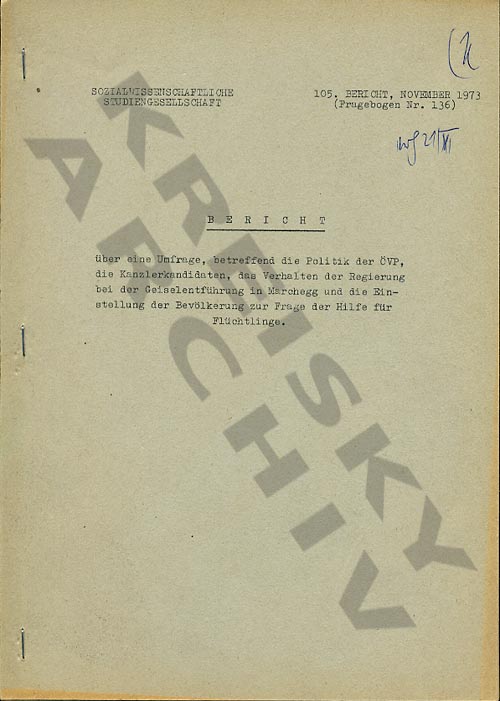 SOZIALWISSENSCHAFTLICHE
STUDIENGESELLSCHAFT
105. BERICHT, NOVEMBER 1973
(Fragebogen Nr. 136)
B E R I C H T
über eine Umfrage, betreffend die Politik der ÖVP,
die Kanzlerkandidaten, das Verhalten der Regierung
bei der Geiselentführung in Marchegg und die Ein-
stellung der Bevölkerung zur Frage der Hilfe für
Flüchtlinge.
KREISKY
ARCHIV